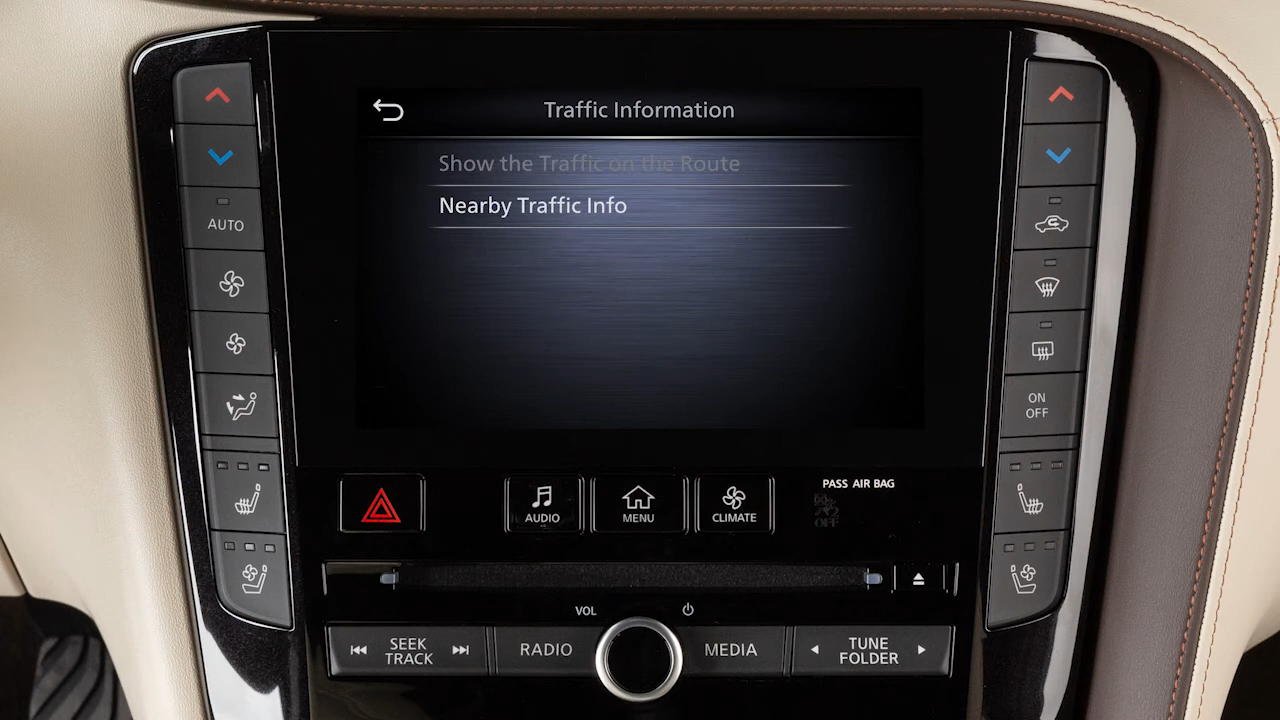 Traffic Information
Show the Traffic on the Route
Nearby Traffic Info
AUTO
ON
OFF
AUDIO
MENU
CLIMATE
PASS AIR BAG
OFF
VOL
SEEK
TRACK
RADIO
MEDIA
TUNE
FOLDER